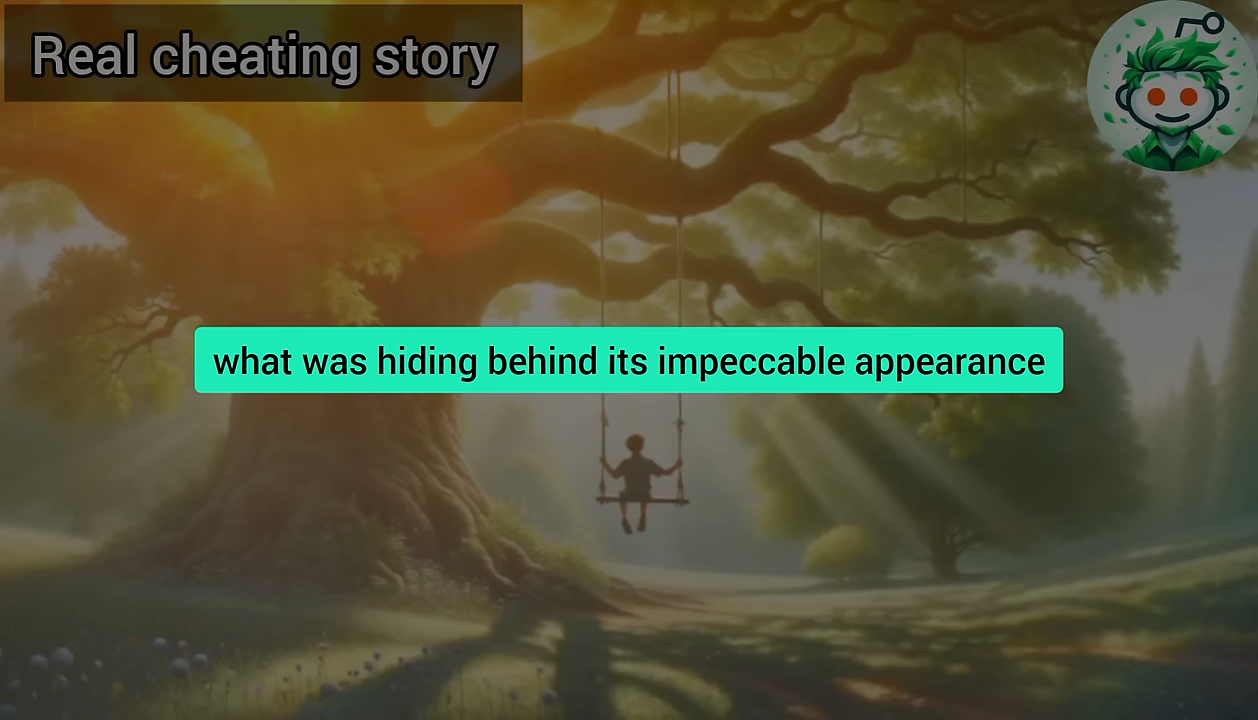 Real cheating story
what was hiding behind its impeccable appearance